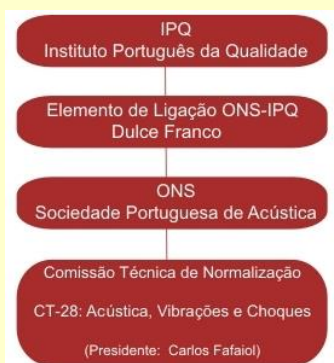 IPQ
Instituto Português da Qualidade
Elemento de Ligação ONS-IPQ
Dulce Franco
ONS
Sociedade Portuguesa de Acústica
Comissão Técnica de Normalização
CT-28: Acústica, Vibrações e Choques
(Presidente: Carlos Fafaiol)